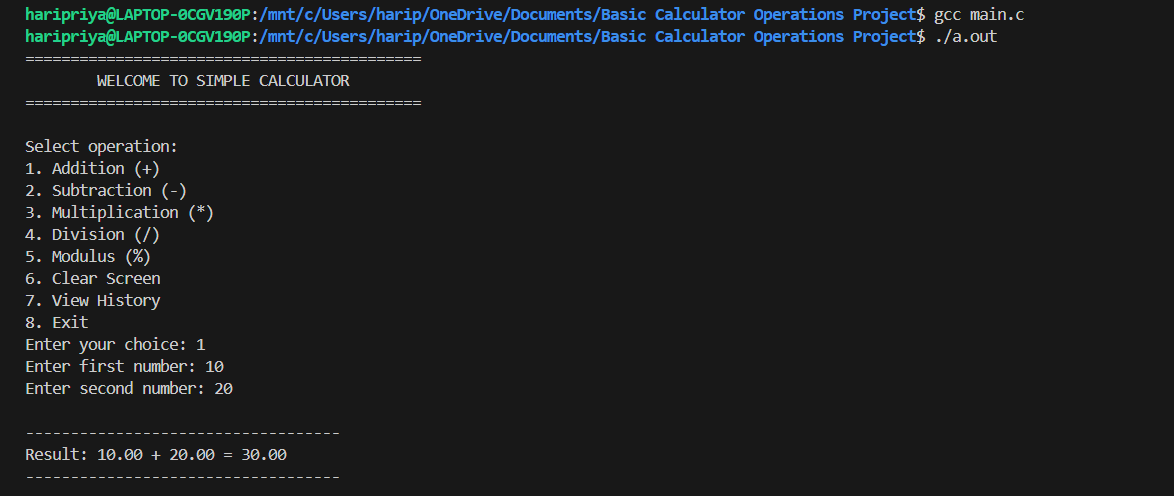 haripriya@LAPTOP-0CGV190P:/mnt/c/Users/harip/OneDrive/Documents/Basic Calculator Operations Project$ gcc main.c
haripriya@LAPTOP-0CGV190P:/mnt/c/Users/harip/OneDrive/Documents/Basic Calculator Operations Project$ ./a.out
============================================
        WELCOME TO SIMPLE CALCULATOR
============================================
Select operation:
1. Addition (+)
2. Subtraction (-)
3. Multiplication (*)
4. Division (/)
5. Modulus (%)
6. Clear Screen
7. View History
8. Exit
Enter your choice: 1
Enter first number: 10
Enter second number: 20
-----------------------------------
Result: 10.00 + 20.00 = 30.00
-----------------------------------